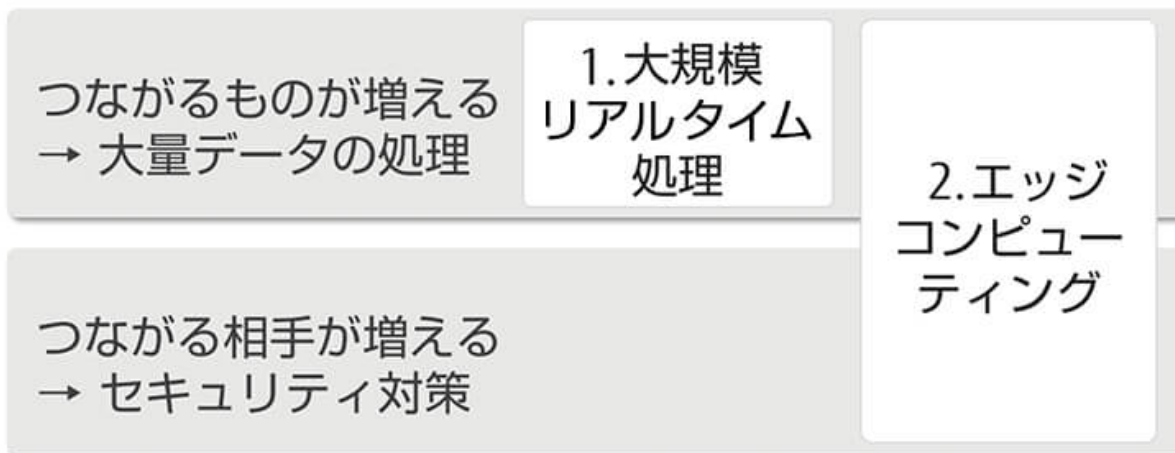 つながるものが増える
→ 大量データの処理
1.大規模
リアルタイム
処理
2.エッジ
コンピュー
ティング
つながる相手が増える
→ セキュリティ対策